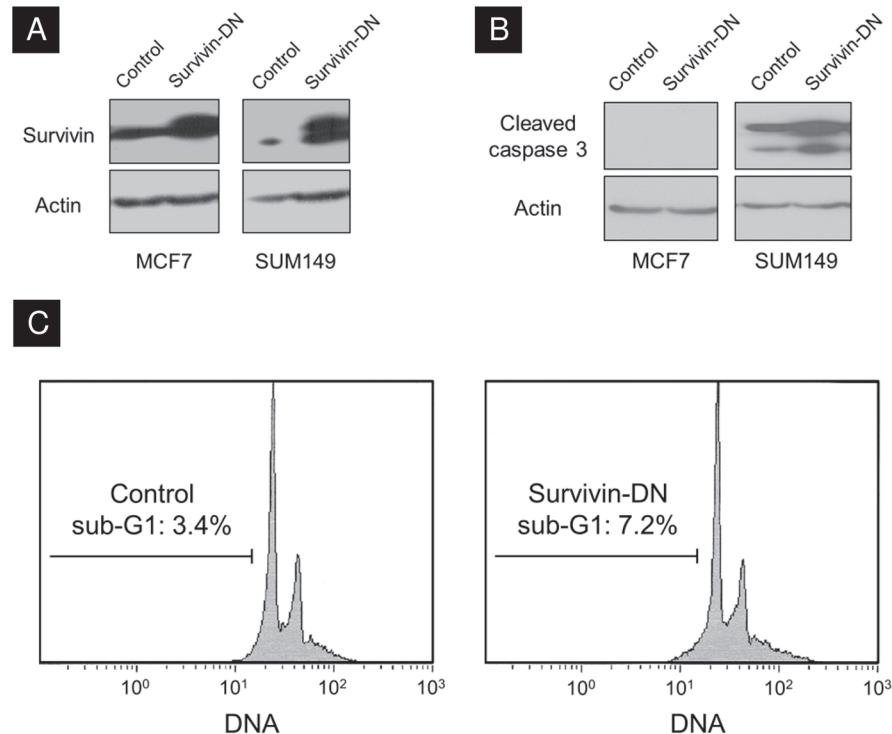 A
Control
Survivin-DN
Control
Survivin-DN
Survivin
Actin
MCF7
SUM149
B
Control
Survivin-DN
Control
Survivin-DN
Cleaved
caspase 3
Actin
MCF7
SUM149
C
Control
sub-G1: 3.4%
10⁰
10¹
10²
10³
DNA
Survivin-DN
sub-G1: 7.2%
10⁰
10¹
10²
10³
DNA